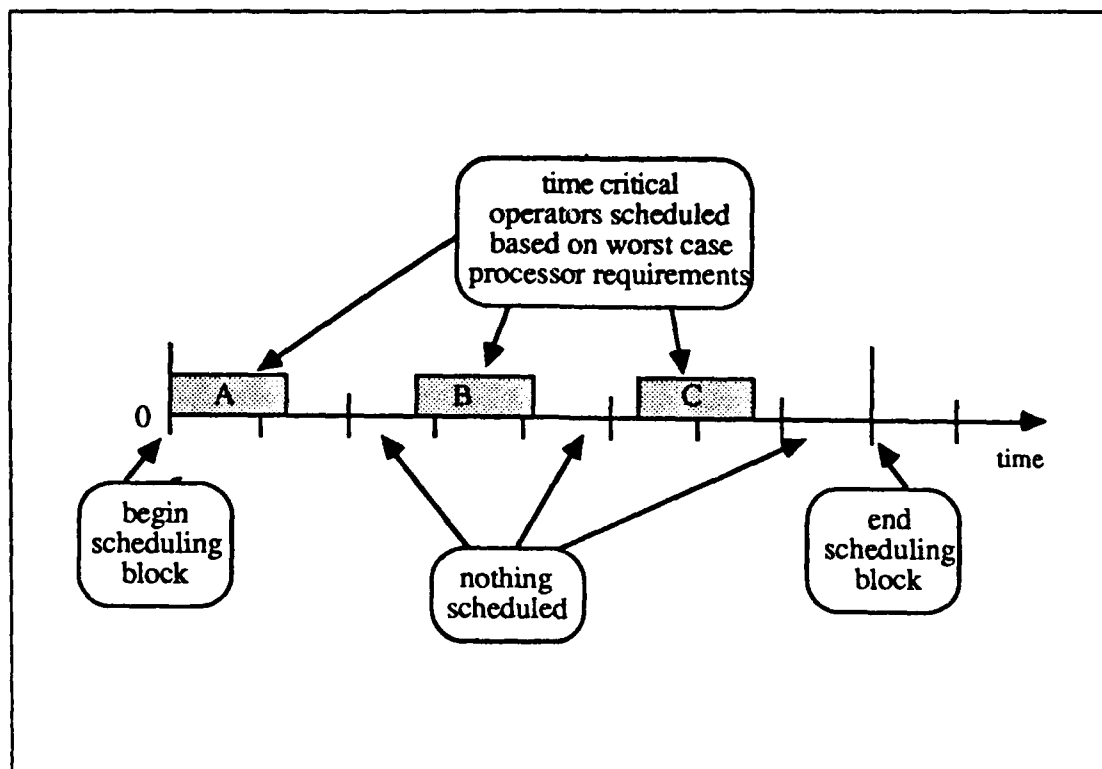 time critical
operators scheduled
based on worst case
processor requirements
A
B
C
0
time
begin
scheduling
block
nothing
scheduled
end
scheduling
block